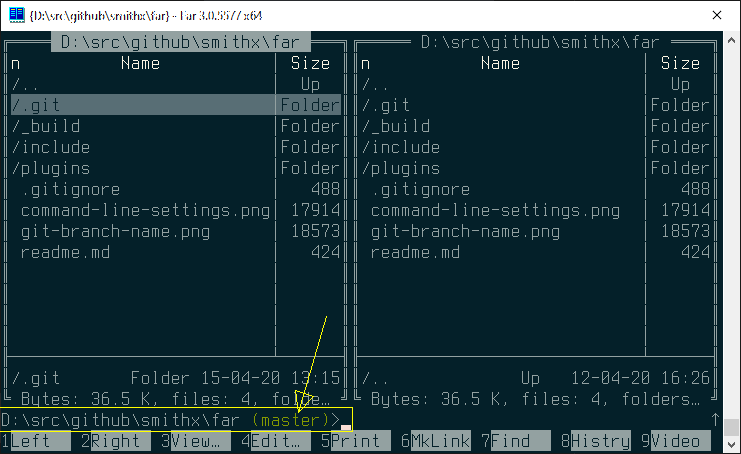 {D:\src\github\smithx\far} - Far 3.0.5577 x64
D:\src\github\smithx\far D:\src\github\smithx\far
n Name Size n Name Size
/.. Up /.. Up
/.git Folder /.git Folder
/_build Folder /_build Folder
/include Folder /include Folder
/plugins Folder /plugins Folder
.gitignore 488 .gitignore 488
command-line-settings.png 17914 command-line-settings.png 17914
git-branch-name.png 18573 git-branch-name.png 18573
readme.md 424 readme.md 424
/.git Folder 15-04-20 13:15 /.. Up 12-04-20 16:26
Bytes: 36.5 K, files: 4, folde… Bytes: 36.5 K, files: 4, folders…
D:\src\github\smithx\far (master)>
1Left 2Right 3View… 4Edit… 5Print 6MkLink 7Find 8Histry 9Video